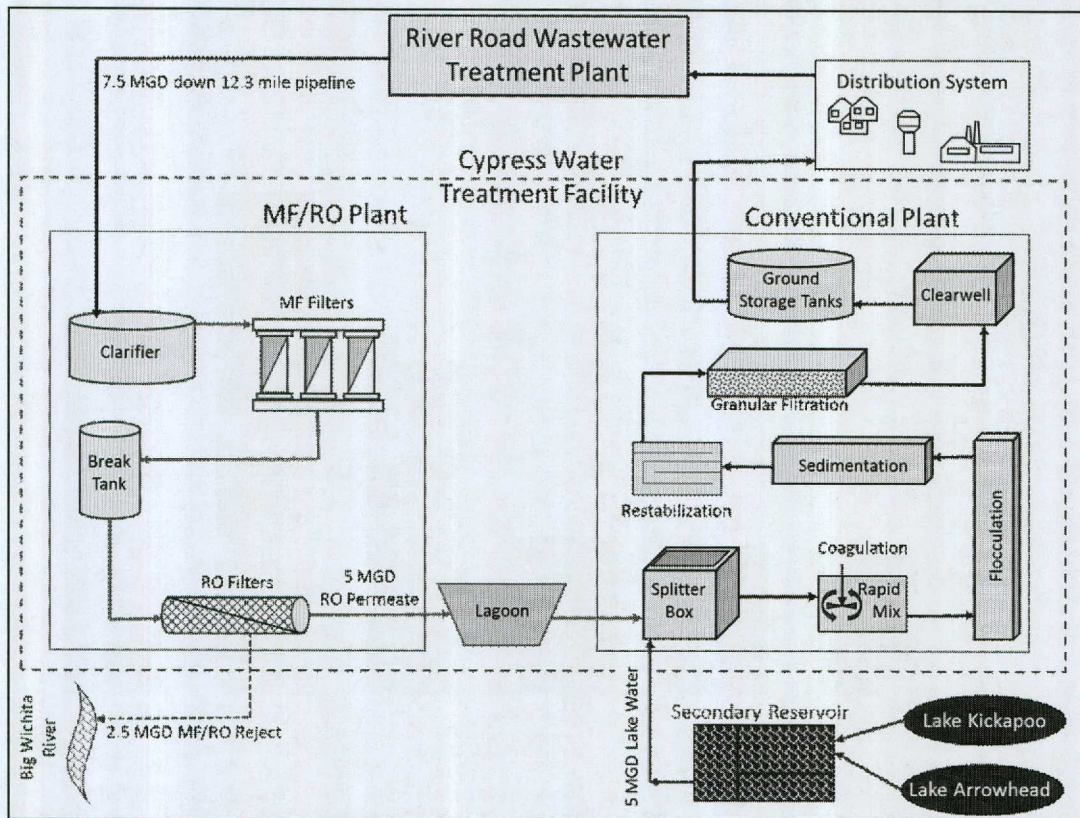 River Road Wastewater
Treatment Plant
7.5 MGD down 12.3 mile pipeline
Distribution System
Cypress Water
Treatment Facility
MF/RO Plant
Conventional Plant
MF Filters
Clarifier
Ground
Storage Tanks
Clearwell
Granular Filtration
Break
Tank
Sedimentation
Restabilization
Flocculation
Coagulation
RO Filters
5 MGD
RO Permeate
Lagoon
Splitter
Box
Rapid
Mix
Big Wichita
River
2.5 MGD MF/RO Reject
5 MGD Lake Water
Secondary Reservoir
Lake Kickapoo
Lake Arrowhead